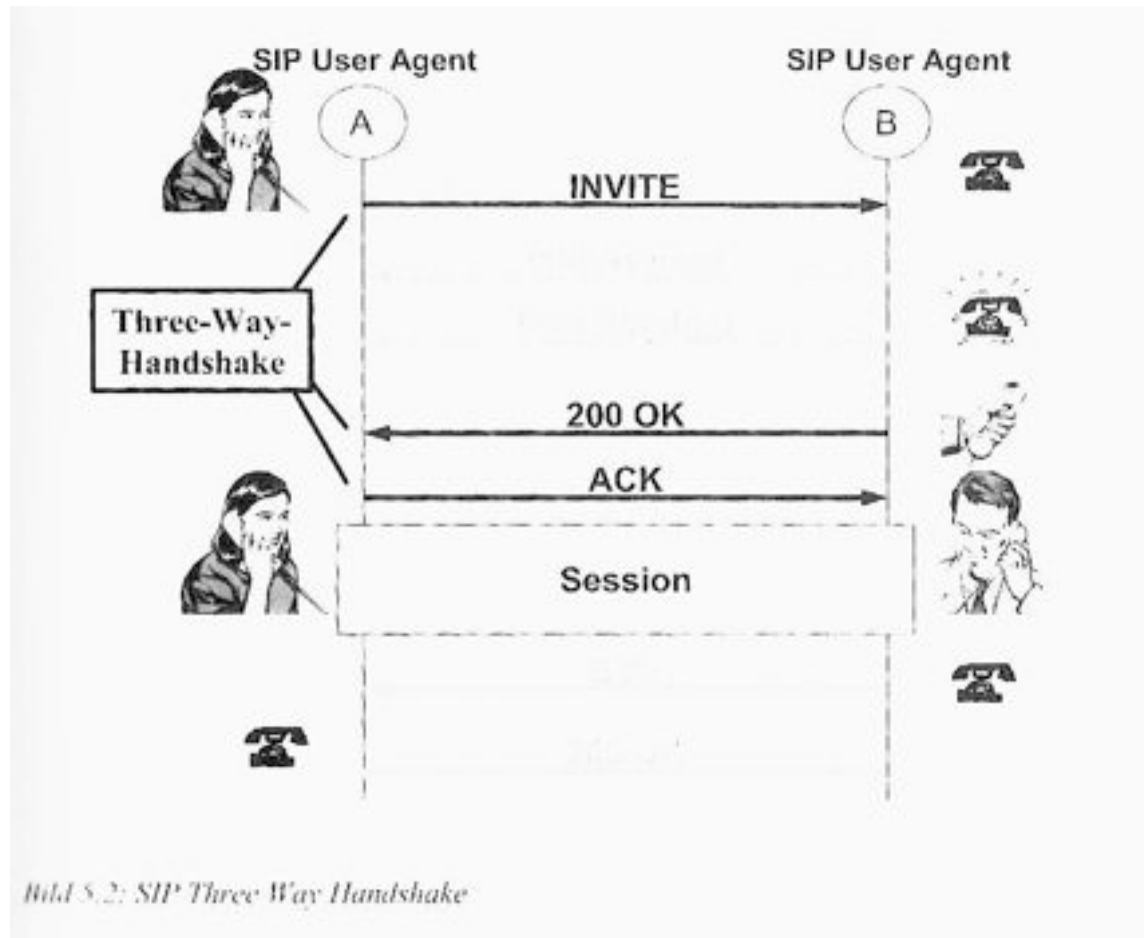 SIP User Agent
SIP User Agent
A
B
INVITE
Three-Way-
Handshake
200 OK
ACK
Session
Bild 5.2: SIP Three Way Handshake